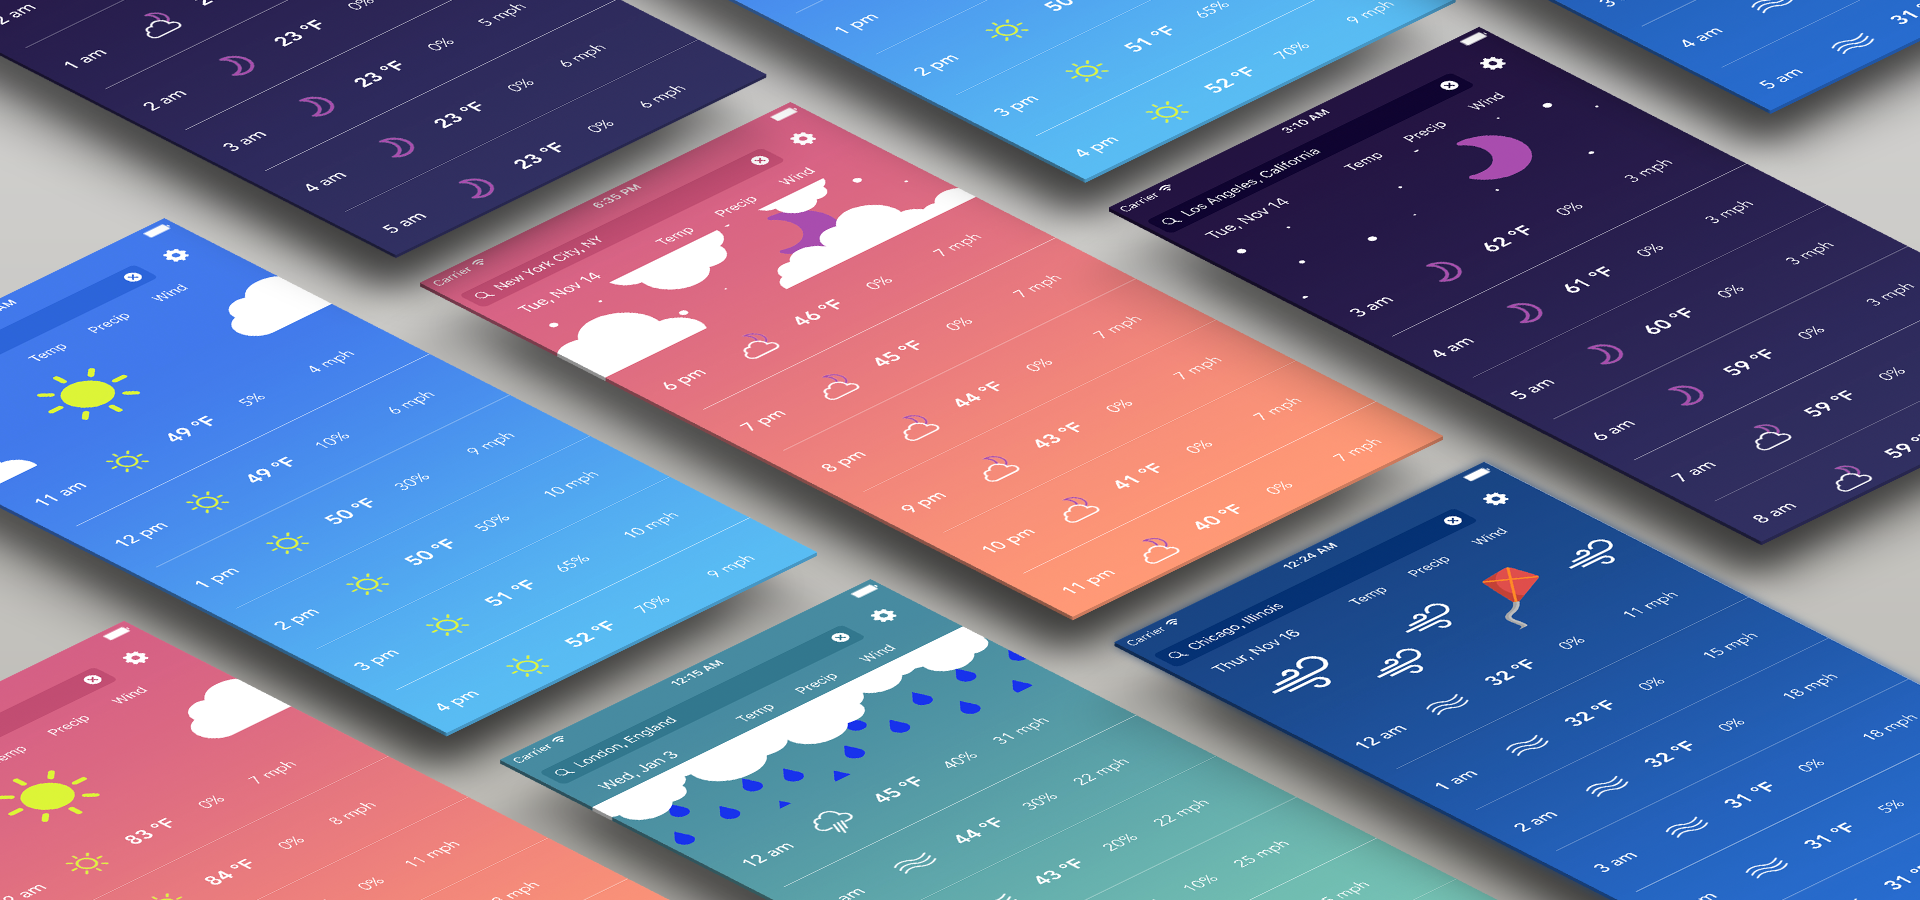 2 am
1 am
23 °F
0%
5 mph
2 am
23 °F
0%
6 mph
3 am
23 °F
0%
6 mph
4 am
23 °F
0%
5 am
1 pm
50
65%
9 mph
2 pm
51 °F
70%
3 pm
52 °F
4 pm
4 am
31 °F
5 am
Temp Precip Wind
11 am 49 °F 5% 4 mph
12 pm 49 °F 10% 6 mph
1 pm 50 °F 30% 9 mph
2 pm 50 °F 50% 10 mph
3 pm 51 °F 65% 10 mph
4 pm 52 °F 70% 9 mph
Carrier 6:35 PM
New York City, NY
Tue, Nov 14 Temp Precip Wind
6 pm 46 °F 0% 7 mph
7 pm 45 °F 0% 7 mph
8 pm 44 °F 0% 7 mph
9 pm 43 °F 0% 7 mph
10 pm 41 °F 0% 7 mph
11 pm 40 °F 0% 7 mph
Carrier 3:10 AM
Los Angeles, California
Tue, Nov 14 Temp Precip Wind
3 am 62 °F 0% 3 mph
4 am 61 °F 0% 3 mph
5 am 60 °F 0% 3 mph
6 am 59 °F 0% 3 mph
7 am 59 °F 0%
8 am 59
Precip Wind
83 °F 0% 7 mph
84 °F 0% 8 mph
0% 11 mph
Carrier 12:15 AM
London, England
Wed, Jan 3 Temp Precip Wind
12 am 45 °F 40% 31 mph
44 °F 30% 22 mph
43 °F 20% 22 mph
10% 25 mph
Carrier 12:24 AM
Chicago, Illinois
Thur, Nov 16 Temp Precip Wind
12 am 32 °F 0% 11 mph
1 am 32 °F 0% 15 mph
2 am 32 °F 0% 18 mph
3 am 31 °F 0% 18 mph
31 °F 5%
31 °F